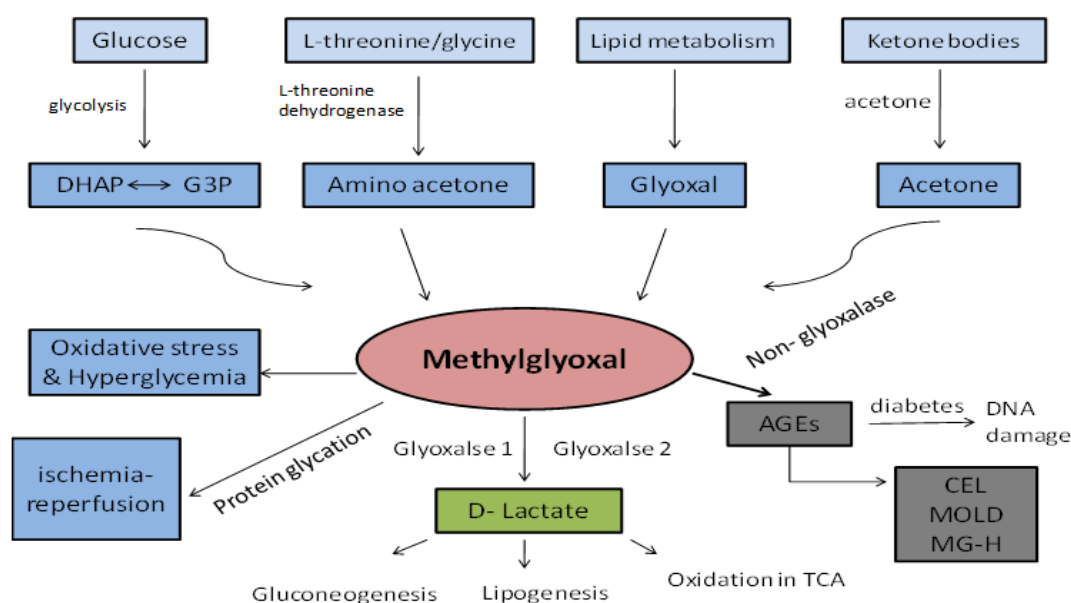 Glucose
L-threonine/glycine
Lipid metabolism
Ketone bodies
glycolysis
L-threonine
dehydrogenase
acetone
DHAP
G3P
Amino acetone
Glyoxal
Acetone
Non- glyoxalase
Methylglyoxal
Oxidative stress
& Hyperglycemia
AGEs
diabetes
DNA
damage
Protein glycation
Glyoxalse 1
Glyoxalse 2
ischemia-
reperfusion
D- Lactate
CEL
MOLD
MG-H
Gluconeogenesis
Lipogenesis
Oxidation in TCA